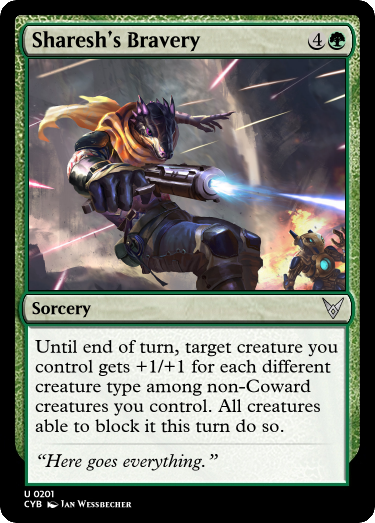 Sharesh's Bravery 4
Sorcery
Until end of turn, target creature you
control gets +1/+1 for each different
creature type among non-Coward
creatures you control. All creatures
able to block it this turn do so.
“Here goes everything.”
U 0201
CYB Ian Wessbecher